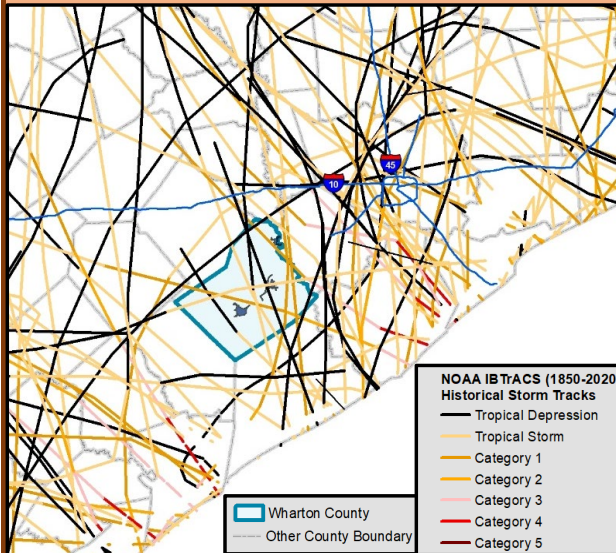 45
10
NOAA IBTrACS (1850-2020
Historical Storm Tracks
Tropical Depression
Tropical Storm
Category 1
Category 2
Category 3
Category 4
Category 5
Wharton County
Other County Boundary